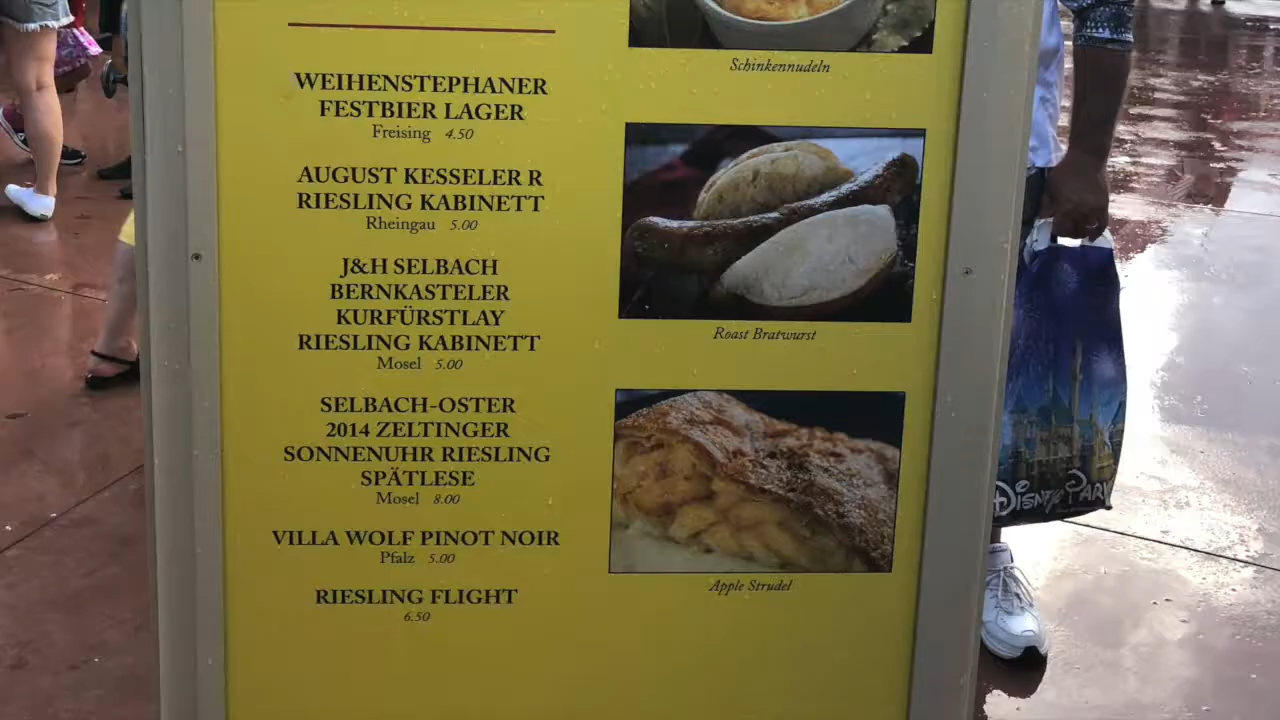 WEIHENSTEPHANER
FESTBIER LAGER
Freising 4.50
AUGUST KESSELER R
RIESLING KABINETT
Rheingau 5.00
J&H SELBACH
BERNKASTELER
KURFÜRSTLAY
RIESLING KABINETT
Mosel 5.00
SELBACH-OSTER
2014 ZELTINGER
SONNENUHR RIESLING
SPÄTLESE
Mosel 8.00
VILLA WOLF PINOT NOIR
Pfalz 5.00
RIESLING FLIGHT
6.50
Schinkennudeln
Roast Bratwurst
Apple Strudel
DISNEY PARK